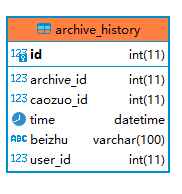 archive_history
123 id int(11)
123 archive_id int(11)
123 caozuo_id int(11)
time datetime
ABC beizhu varchar(100)
123 user_id int(11)